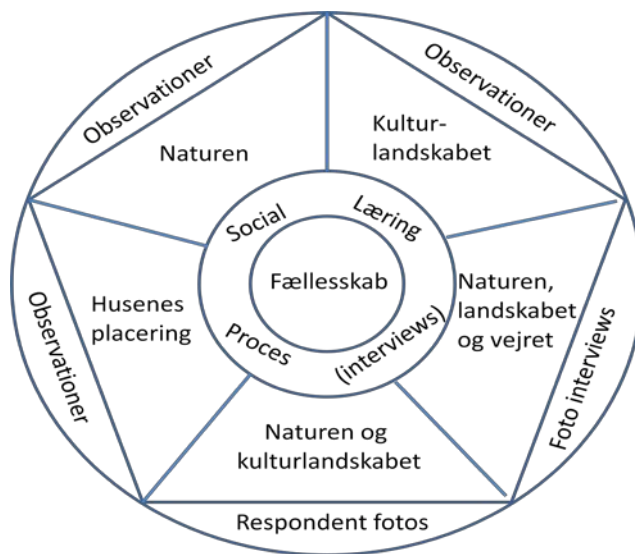 Observationer
Observationer
Naturen
Kultur-
landskabet
Social
Læring
Fællesskab
Husenes
placering
Naturen,
landskabet
og vejret
Observationer
Proces
(interviews)
Foto interviews
Naturen og
kulturlandskabet
Respondent fotos